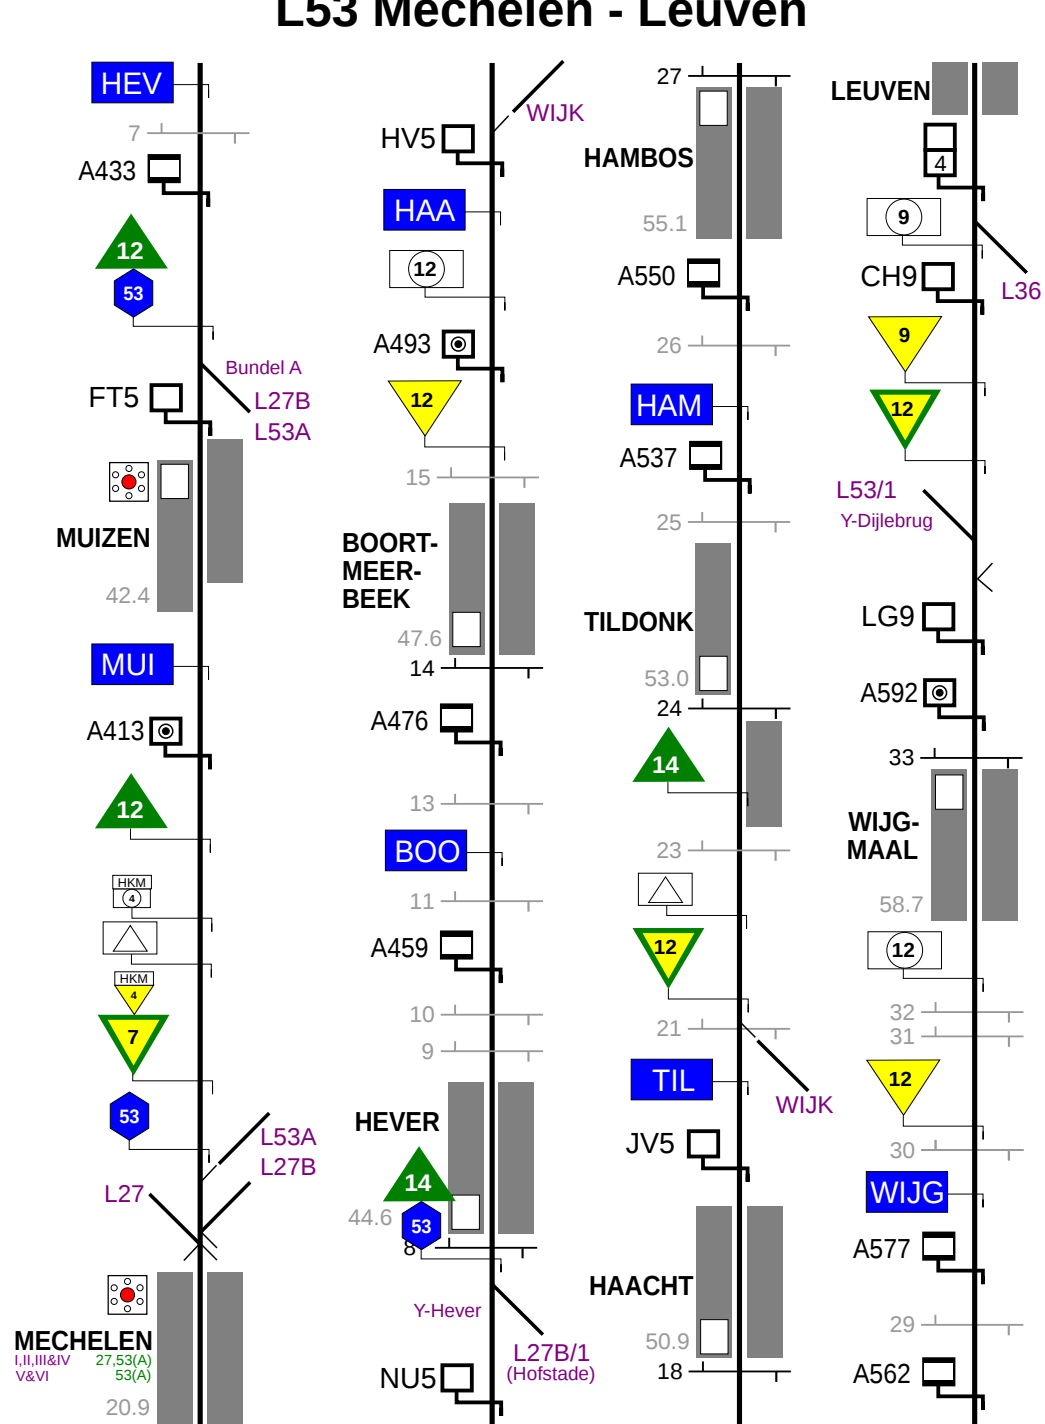 L53 Mechelen - Leuven
HEV
7
A433
12
53
Bundel A
L27B
L53A
FT5
MUIZEN
42.4
MUI
A413
12
HKM
4
HKM
4
7
53
L53A
L27B
L27
MECHELEN
I,II,III&IV 27,53(A)
V&VI 53(A)
20.9
WIJK
HV5
HAA
12
A493
12
15
BOORT-
MEER-
BEEK
47.6
14
A476
13
BOO
11
A459
10
9
HEVER
14
44.6
53
8
Y-Hever
L27B/1
(Hofstade)
NU5
27
HAMBOS
55.1
A550
26
HAM
A537
25
TILDONK
53.0
24
14
23
12
21
TIL
WIJK
JV5
HAACHT
50.9
18
LEUVEN
4
9
L36
CH9
9
12
L53/1
Y-Dijlebrug
LG9
A592
33
WIJG-
MAAL
58.7
12
32
31
12
30
WIJG
A577
29
A562